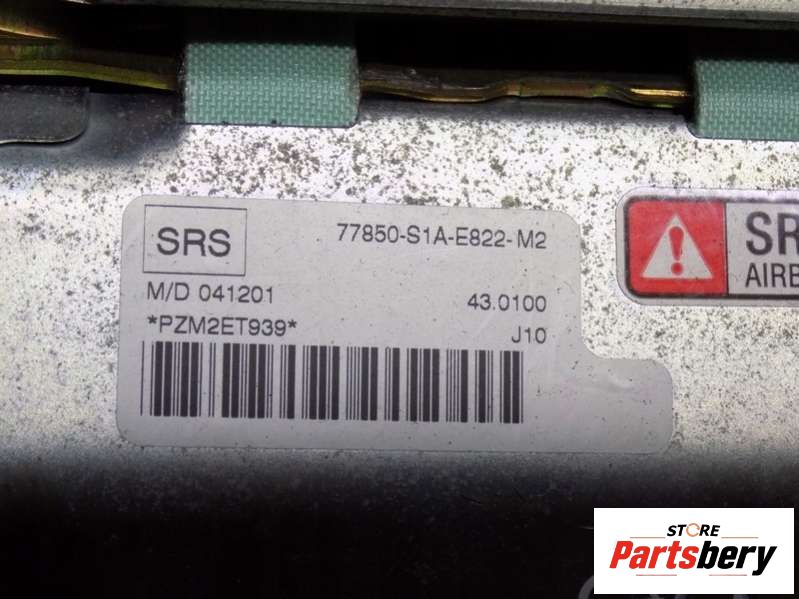 SRS
77850-S1A-E822-M2
M/D 041201
43.0100
*PZM2ET939*
J10
SR
AIRB
STORE
Partsbery